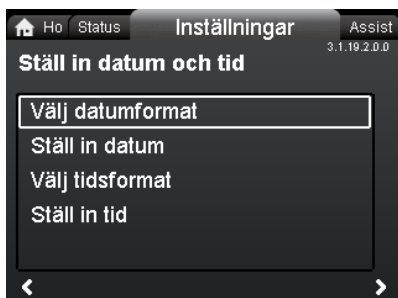 Ho Status Inställningar Assist
3.1.19.2.0.0
Ställ in datum och tid
Välj datumformat
Ställ in datum
Välj tidsformat
Ställ in tid